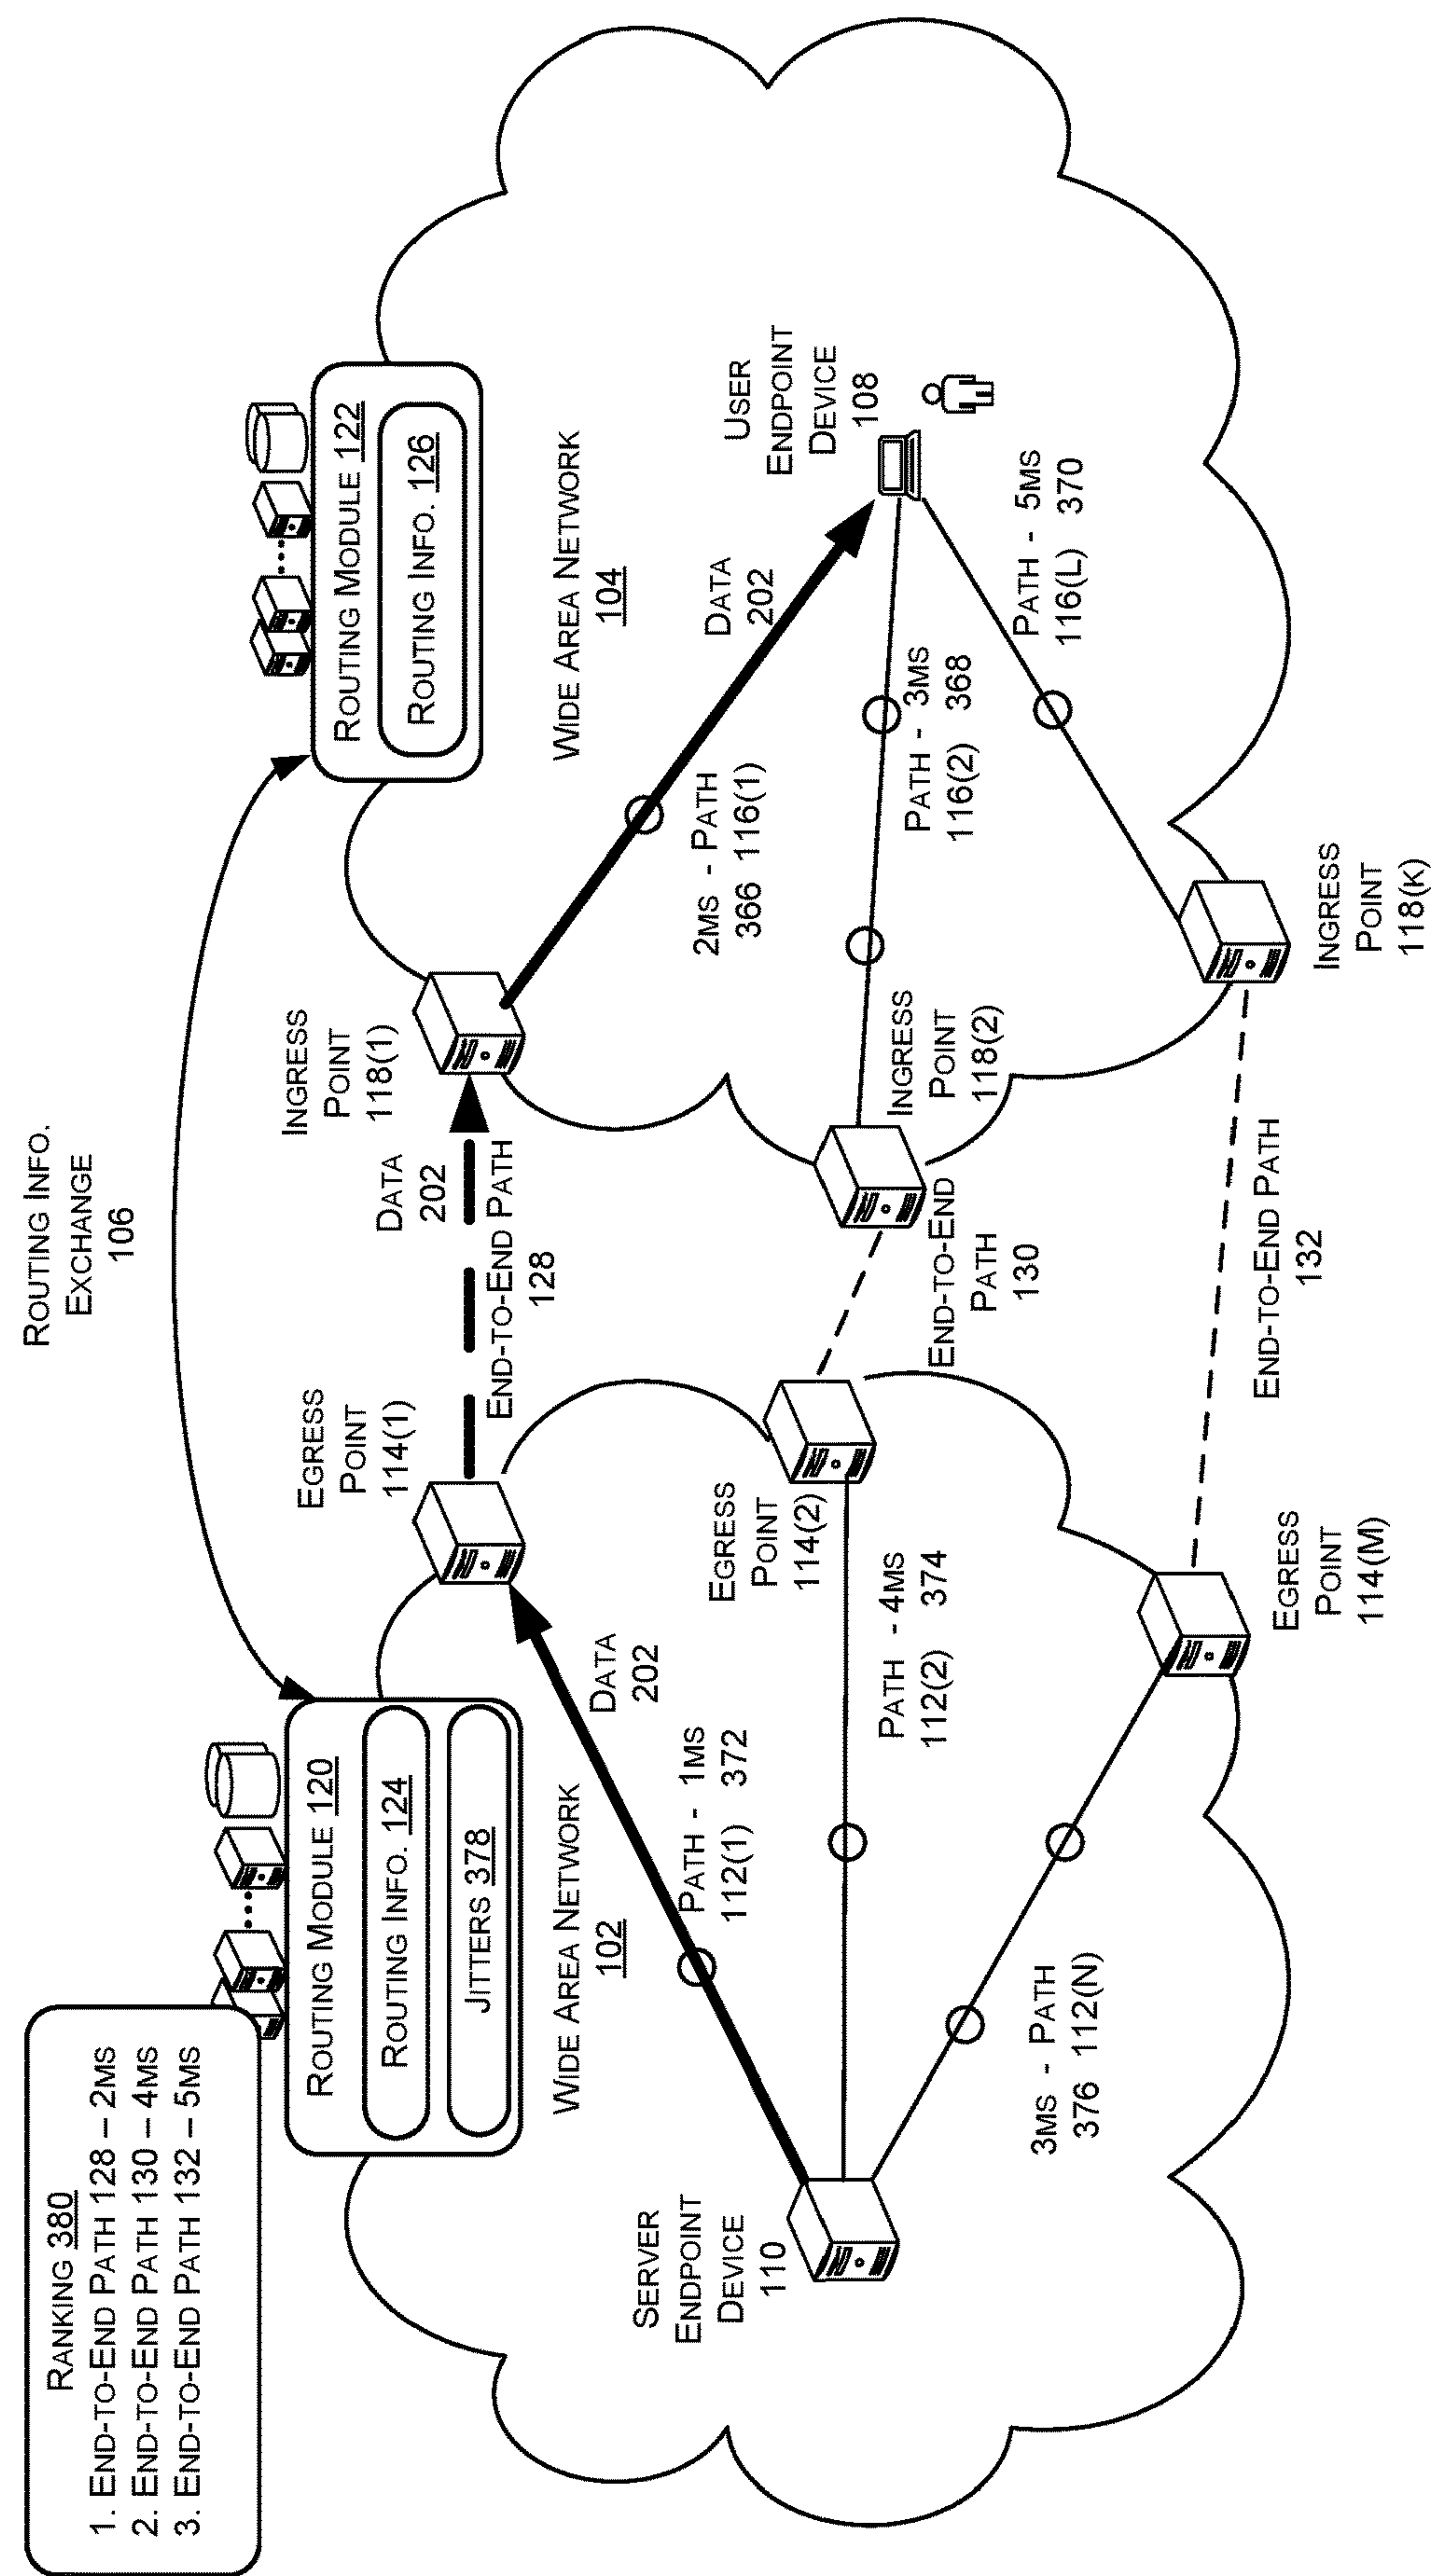 ROUTING INFO.
EXCHANGE
106
RANKING 380
1. END-TO-END PATH 128 – 2MS
2. END-TO-END PATH 130 – 4MS
3. END-TO-END PATH 132 – 5MS
ROUTING MODULE 120
ROUTING INFO. 124
JITTERS 378
WIDE AREA NETWORK
102
SERVER
ENDPOINT
DEVICE
110
DATA
202
PATH - 1MS
112(1) 372
PATH - 4MS
112(2) 374
3MS - PATH
376 112(N)
EGRESS
POINT
114(1)
EGRESS
POINT
114(2)
EGRESS
POINT
114(M)
DATA
202
END-TO-END PATH
128
END-TO-END
PATH
130
END-TO-END PATH
132
INGRESS
POINT
118(1)
INGRESS
POINT
118(2)
INGRESS
POINT
118(K)
ROUTING MODULE 122
ROUTING INFO. 126
WIDE AREA NETWORK
104
DATA
202
2MS - PATH
366 116(1)
PATH - 3MS
116(2) 368
PATH - 5MS
116(L) 370
USER
ENDPOINT
DEVICE
108